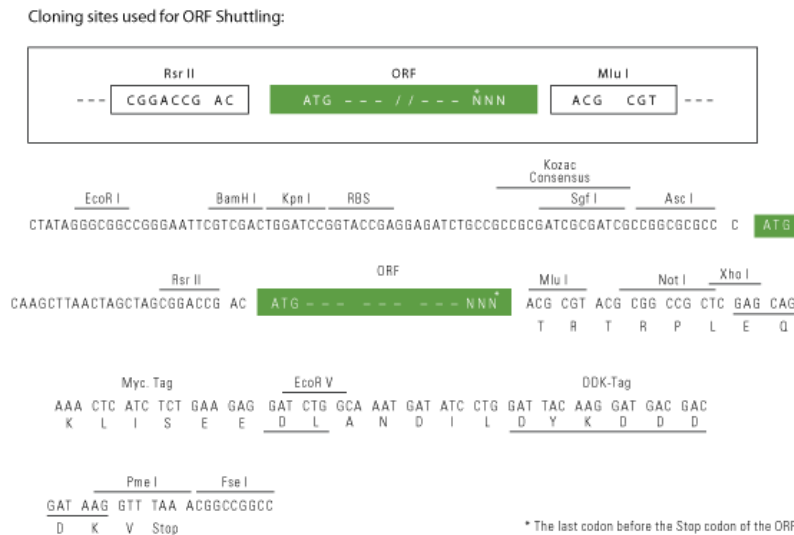 Cloning sites used for ORF Shuttling:
Rsr II ORF Mlu I
--- CGGACCG AC ATG --- // --- NNN* ACG CGT ---
Kozac
Consensus
EcoR I BamH I Kpn I RBS Sgf I Asc I
CTATAGGGCGGCCGGGAATTCGTCGACTGGATCCGGTACCGAGGAGATCTGCCGCCGCGATCGCGATCGCCGGCGCGCC C ATG
Rsr II ORF Mlu I Not I Xho I
CAAGCTTAACTAGCTAGCGGACCG AC ATG --- --- --- NNN* ACG CGT ACG CGG CCG CTC GAG CAG
T R T R P L E Q
Myc. Tag EcoR V DDK-Tag
AAA CTC ATC TCT GAA GAG GAT CTG GCA AAT GAT ATC CTG GAT TAC AAG GAT GAC GAC
K L I S E E D L A N D I L D Y K D D D
Pme I Fse I
GAT AAG GTT TAA ACGGCCGGCC
D K V Stop
* The last codon before the Stop codon of the ORF